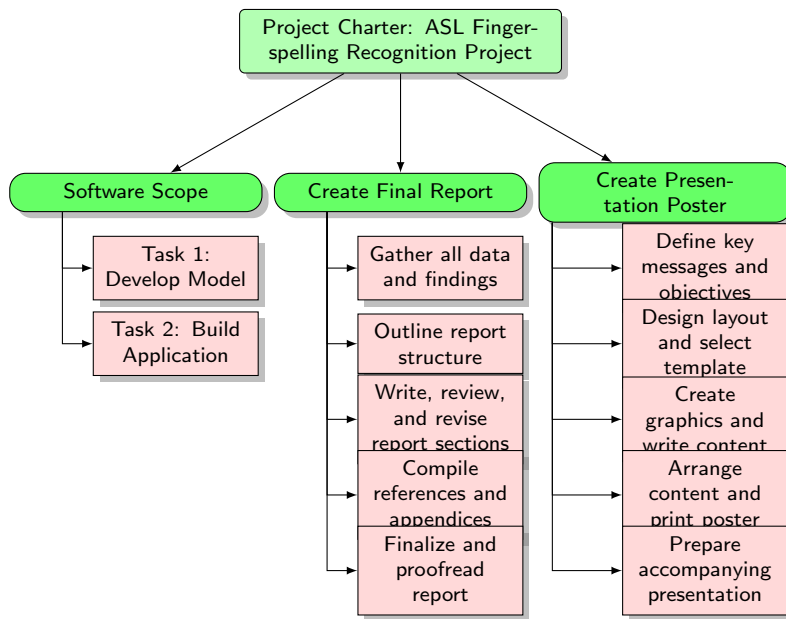 Project Charter: ASL Finger-
spelling Recognition Project
Software Scope
Task 1:
Develop Model
Task 2: Build
Application
Create Final Report
Gather all data
and findings
Outline report
structure
Write, review,
and revise
report sections
Compile
references and
appendices
Finalize and
proofread
report
Create Presen-
tation Poster
Define key
messages and
objectives
Design layout
and select
template
Create
graphics and
write content
Arrange
content and
print poster
Prepare
accompanying
presentation